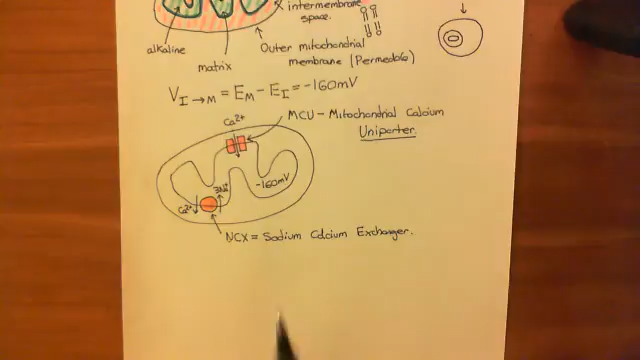 intermembrane
space.
alkaline
matrix
Outer mitochondrial
membrane (Permeable)
V I→M = E M − E I = −160mV
Ca2+
MCU – Mitochondrial Calcium
Uniporter.
3Na+
−160mV
Ca2+
NCX = Sodium Calcium Exchanger.